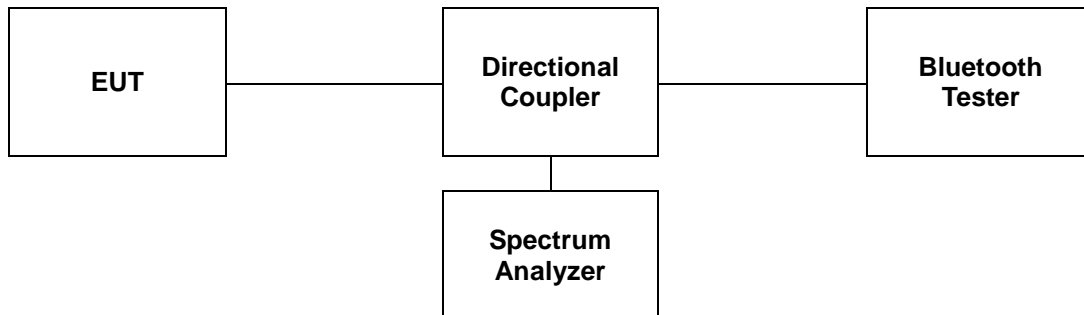 EUT
Directional
Coupler
Bluetooth
Tester
Spectrum
Analyzer